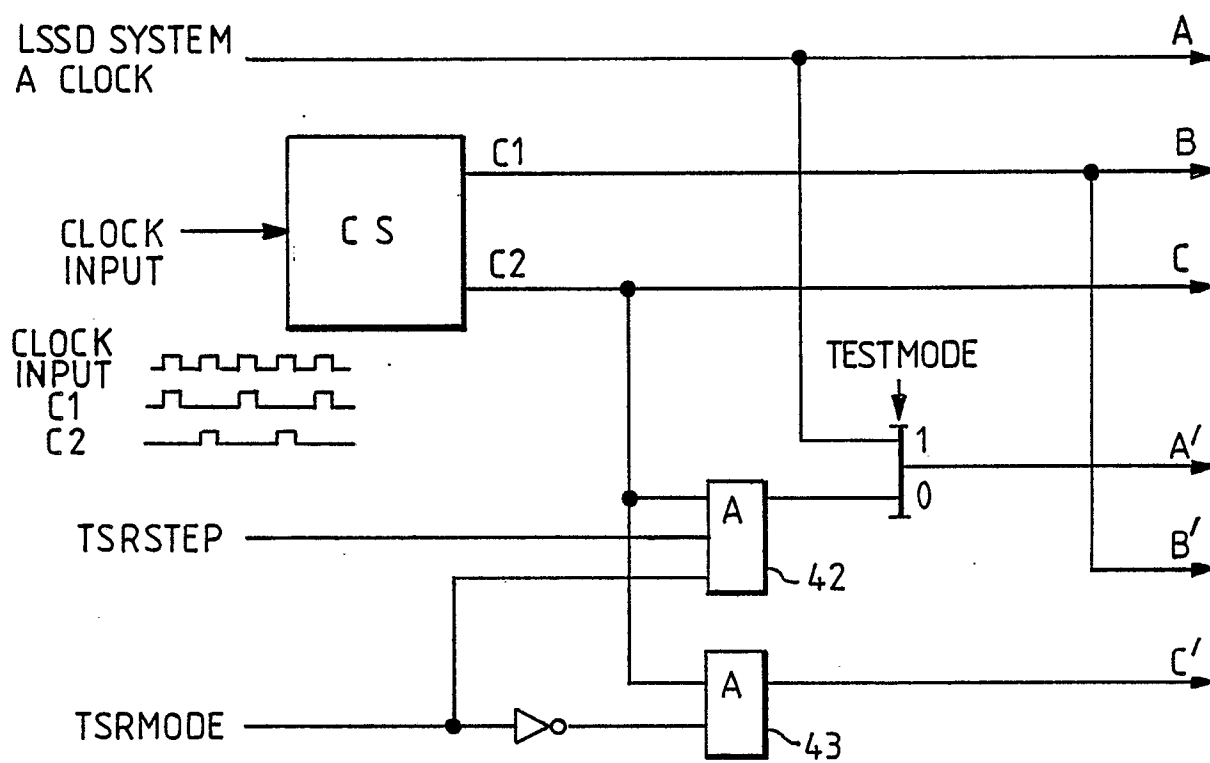 LSSD SYSTEM
A CLOCK
A
C1
B
C S
CLOCK
INPUT
C2
C
CLOCK
INPUT
C1
C2
TESTMODE
1
A′
0
A
TSRSTEP
B′
42
C′
A
TSRMODE
43